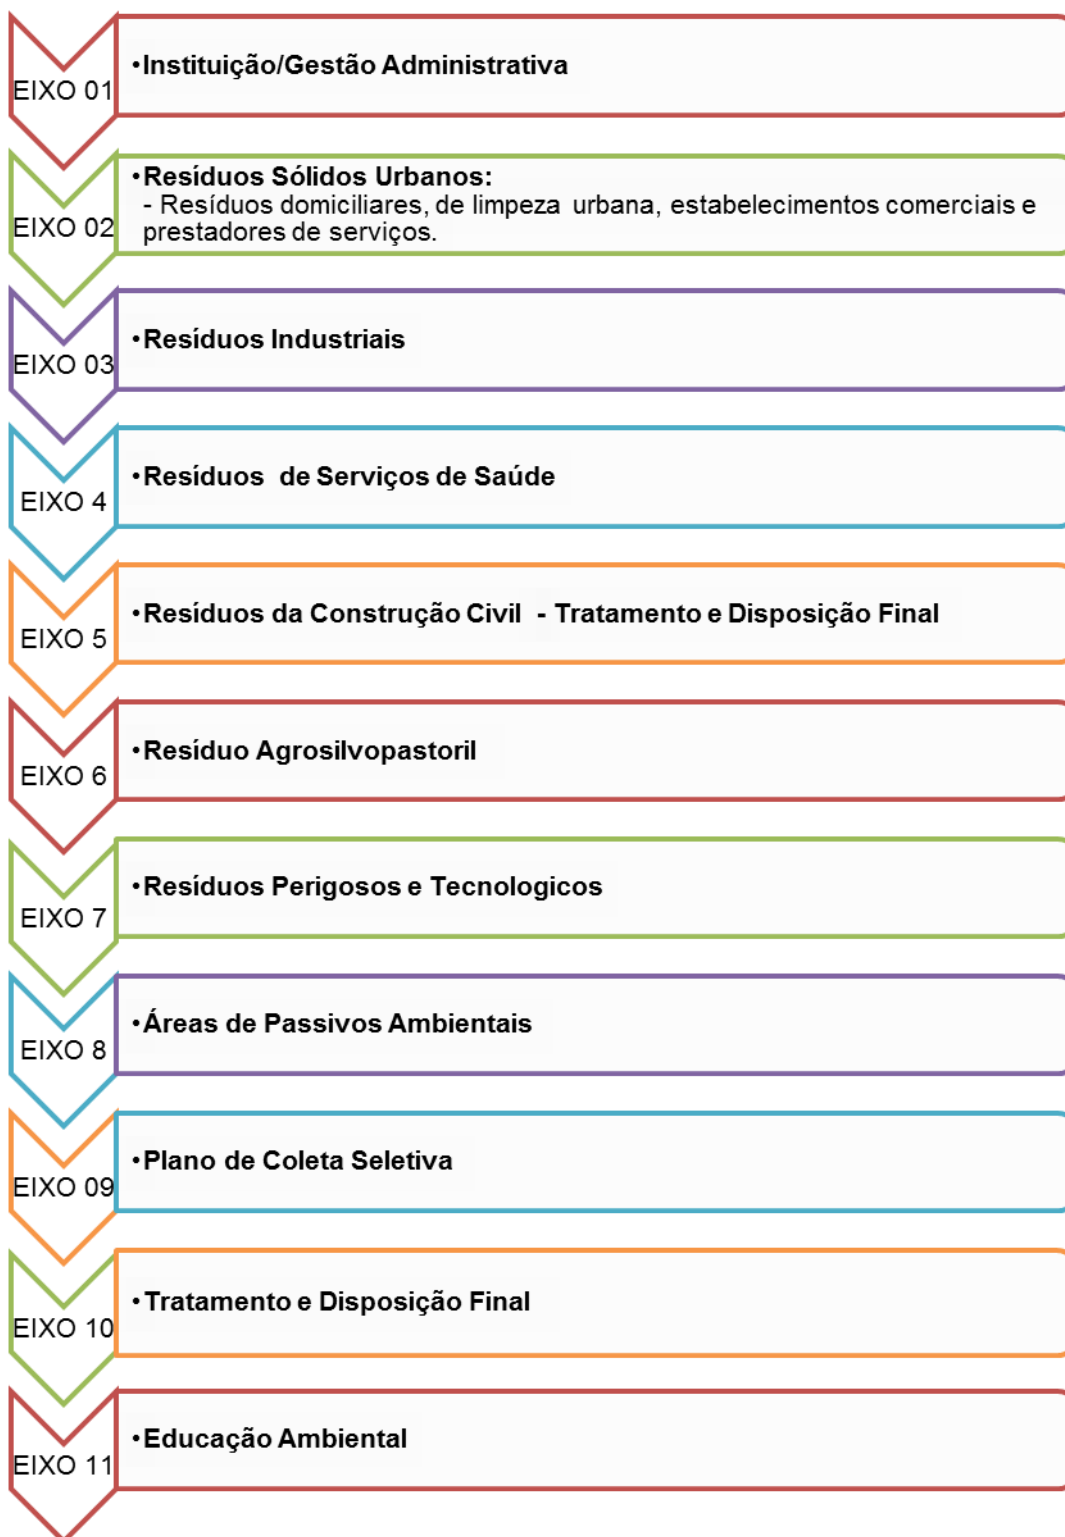 EIXO 01
•Instituição/Gestão Administrativa
EIXO 02
•Resíduos Sólidos Urbanos:
- Resíduos domiciliares, de limpeza urbana, estabelecimentos comerciais e
prestadores de serviços.
EIXO 03
•Resíduos Industriais
EIXO 4
•Resíduos de Serviços de Saúde
EIXO 5
•Resíduos da Construção Civil - Tratamento e Disposição Final
EIXO 6
•Resíduo Agrosilvopastoril
EIXO 7
•Resíduos Perigosos e Tecnologicos
EIXO 8
•Áreas de Passivos Ambientais
EIXO 09
•Plano de Coleta Seletiva
EIXO 10
•Tratamento e Disposição Final
EIXO 11
•Educação Ambiental